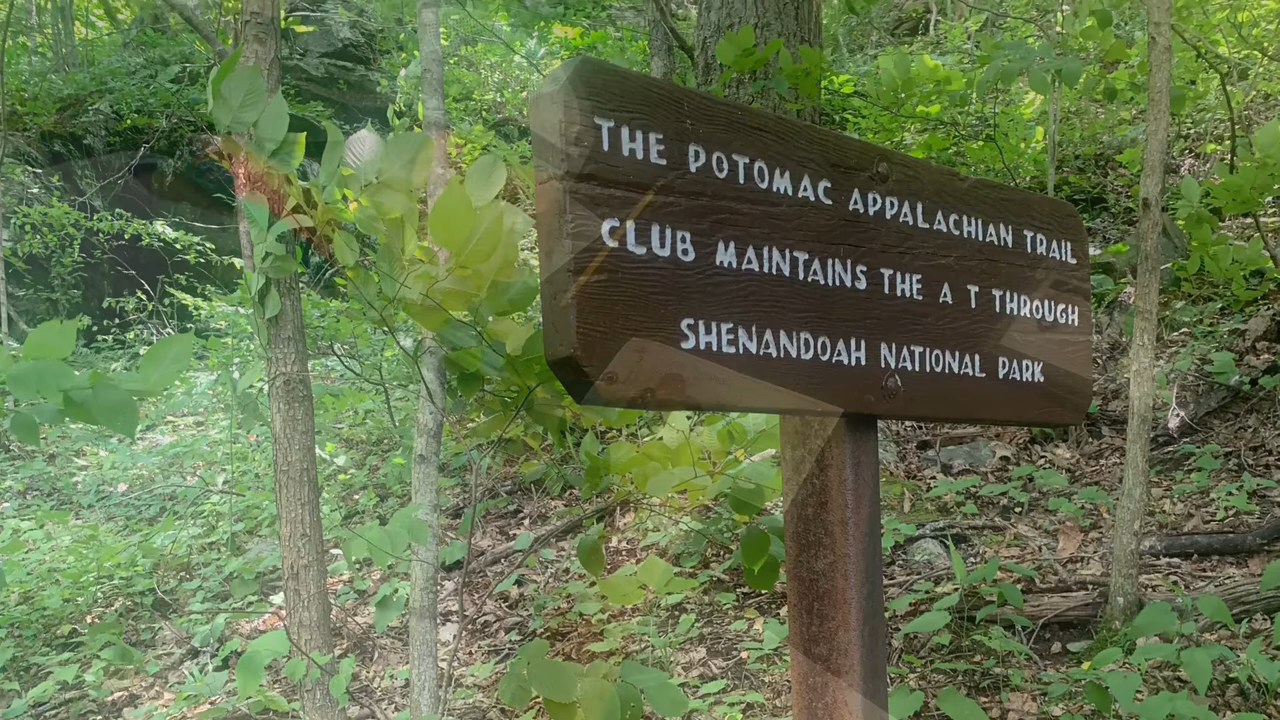 THE POTOMAC APPALACHIAN TRAIL
CLUB MAINTAINS THE A T THROUGH
SHENANDOAH NATIONAL PARK